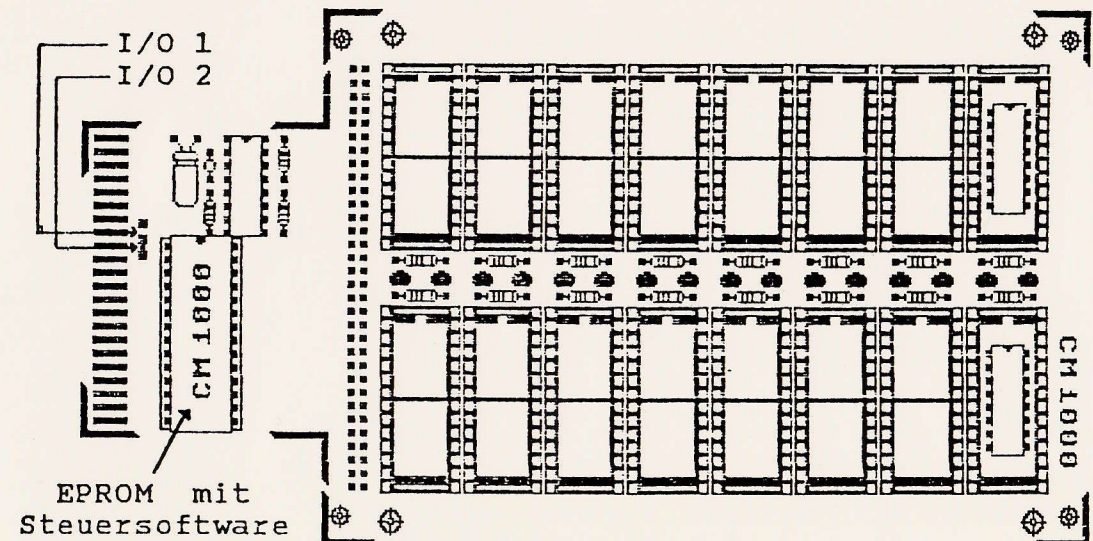 I/O 1
I/O 2
CM 1000
CM 1000
EPROM mit
Steuersoftware